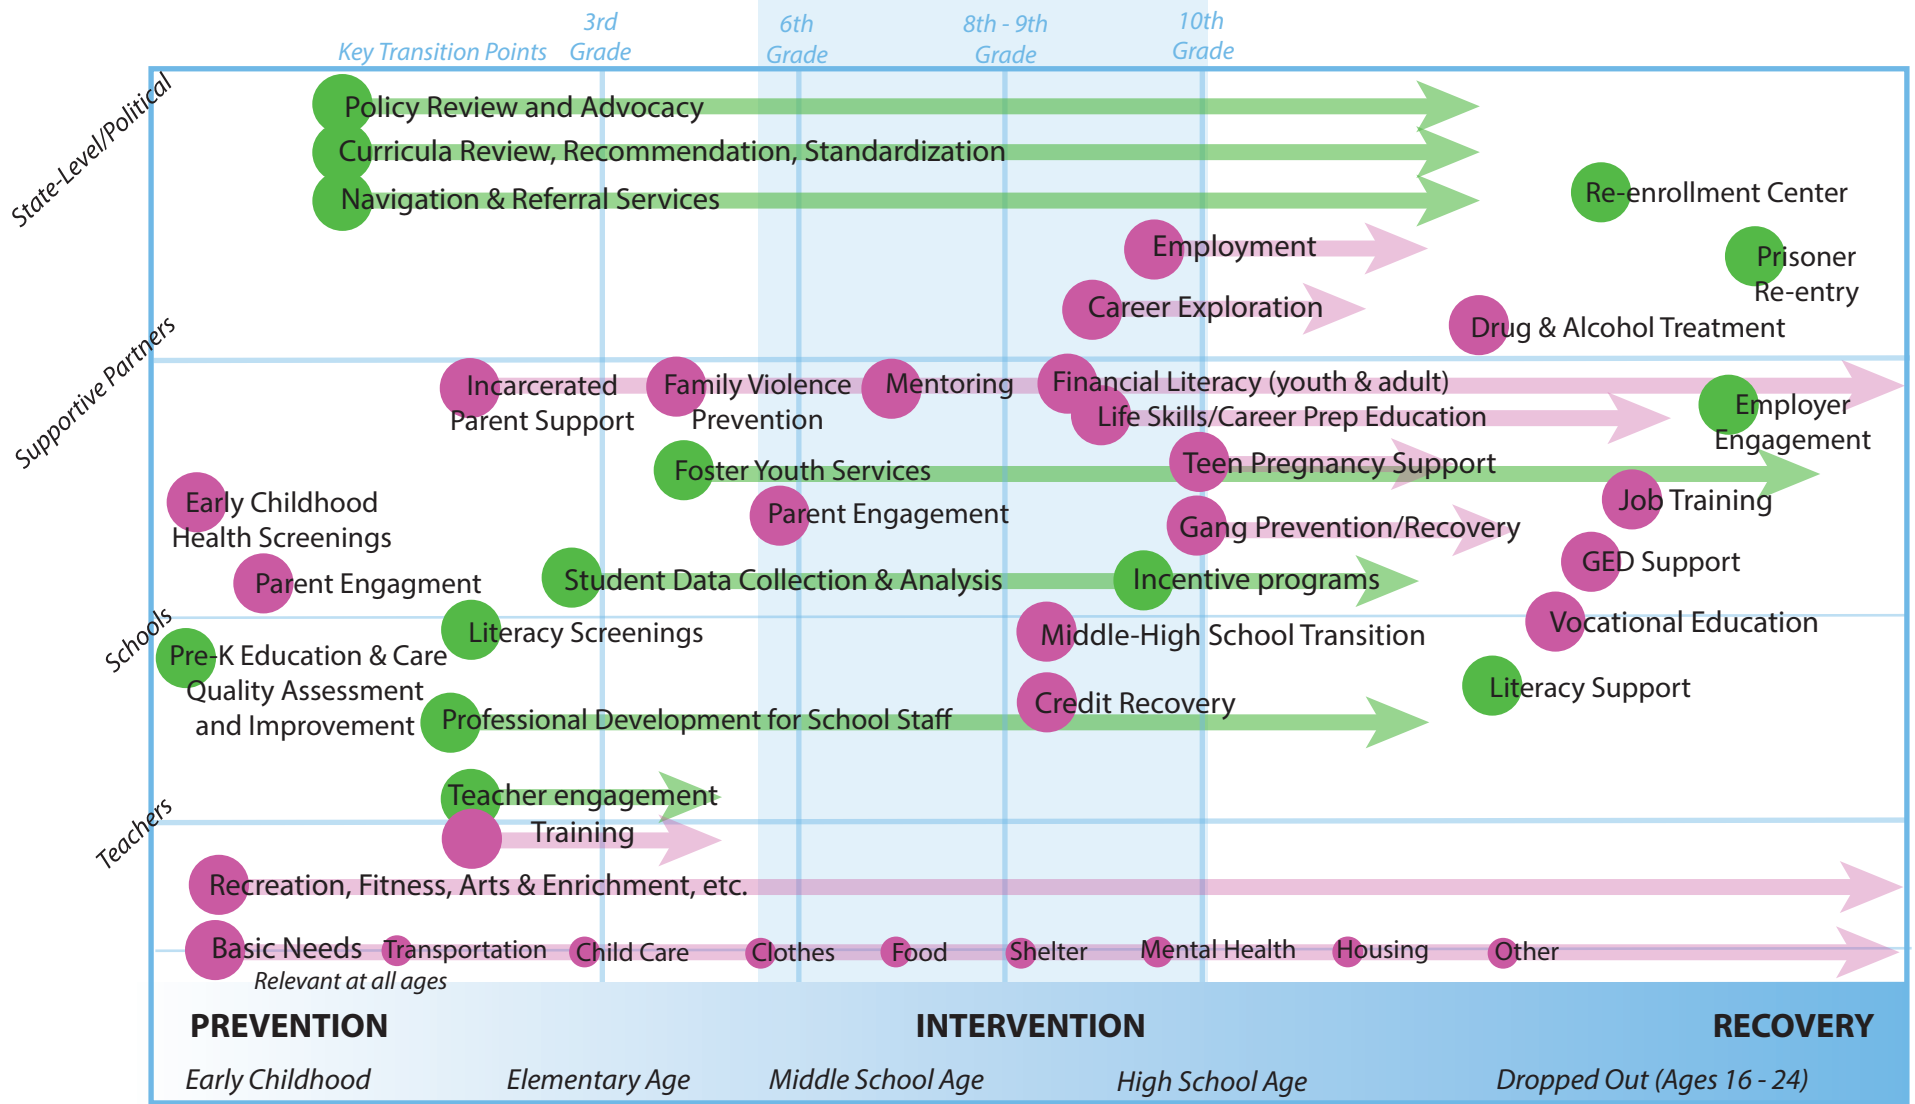 Key Transition Points
3rd
Grade
6th
Grade
8th - 9th
Grade
10th
Grade
State-Level/Political
Policy Review and Advocacy
Curricula Review, Recommendation, Standardization
Navigation & Referral Services
Re-enrollment Center
Employment
Prisoner
Re-entry
Career Exploration
Drug & Alcohol Treatment
Supportive Partners
Incarcerated
Parent Support
Family Violence
Prevention
Mentoring
Financial Literacy (youth & adult)
Life Skills/Career Prep Education
Employer
Engagement
Foster Youth Services
Teen Pregnancy Support
Early Childhood
Health Screenings
Parent Engagement
Job Training
Gang Prevention/Recovery
GED Support
Parent Engagment
Student Data Collection & Analysis
Incentive programs
Schools
Literacy Screenings
Middle-High School Transition
Vocational Education
Pre-K Education & Care
Quality Assessment
and Improvement
Literacy Support
Credit Recovery
Professional Development for School Staff
Teachers
Teacher engagement
Training
Recreation, Fitness, Arts & Enrichment, etc.
Basic Needs
Relevant at all ages
Transportation
Child Care
Clothes
Food
Shelter
Mental Health
Housing
Other
PREVENTION
INTERVENTION
RECOVERY
Early Childhood
Elementary Age
Middle School Age
High School Age
Dropped Out (Ages 16 - 24)